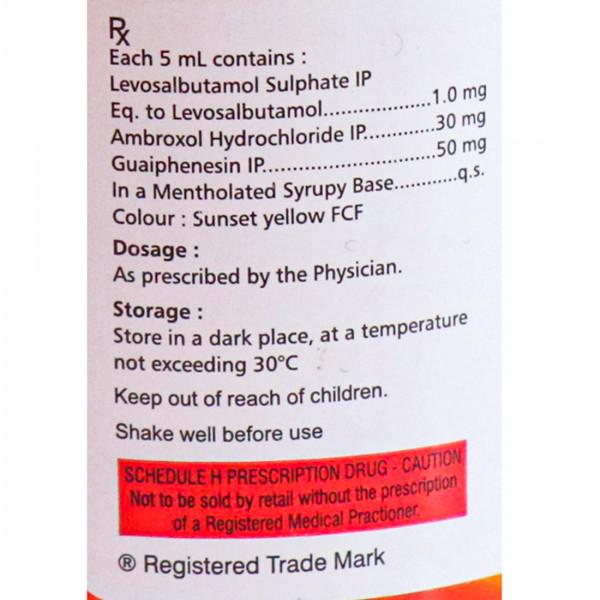 Rx
Each 5 mL contains :
Levosalbutamol Sulphate IP
Eq. to Levosalbutamol....................1.0 mg
Ambroxol Hydrochloride IP.............30 mg
Guaiphenesin IP................................50 mg
In a Mentholated Syrupy Base............q.s.
Colour : Sunset yellow FCF
Dosage :
As prescribed by the Physician.
Storage :
Store in a dark place, at a temperature
not exceeding 30°C
Keep out of reach of children.
Shake well before use
SCHEDULE H PRESCRIPTION DRUG - CAUTION
Not to be sold by retail without the prescription
of a Registered Medical Practioner.
® Registered Trade Mark